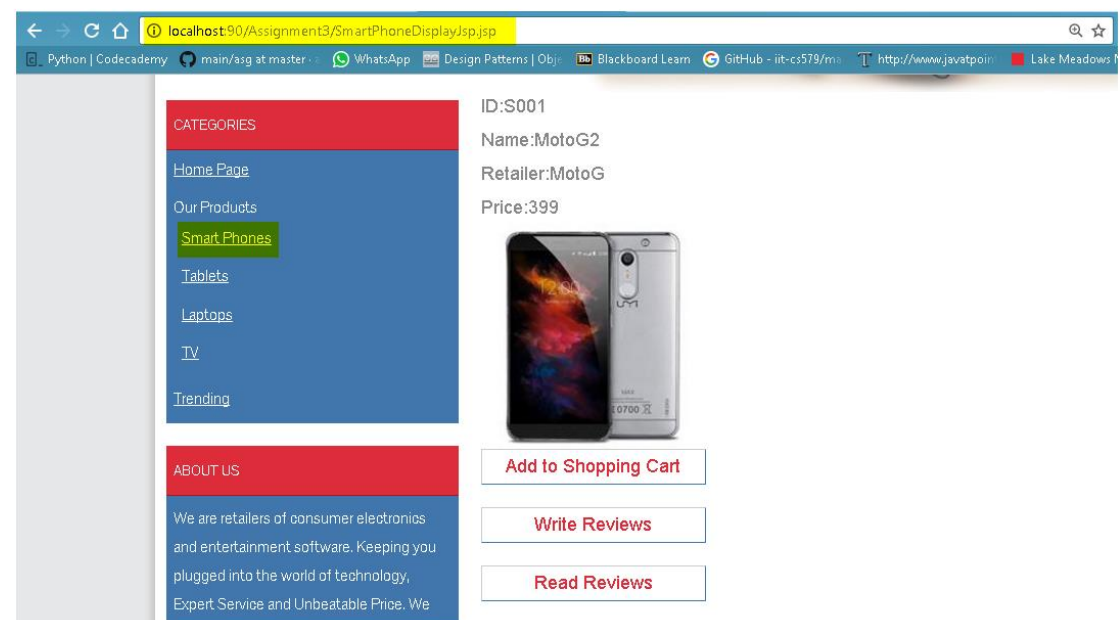 localhost:90/Assignment3/SmartPhoneDisplayJsp.jsp
Python | Codecademy main/asg at master WhatsApp Design Patterns | Obj Blackboard Learn GitHub - iit-cs579/ma http://www.javatpoin Lake Meadows
CATEGORIES
Home Page
Our Products
Smart Phones
Tablets
Laptops
TV
Trending
ABOUT US
We are retailers of consumer electronics
and entertainment software. Keeping you
plugged into the world of technology,
Expert Service and Unbeatable Price. We
ID:S001
Name:MotoG2
Retailer:MotoG
Price:399
12:00
UMI
MAX
0700
Add to Shopping Cart
Write Reviews
Read Reviews